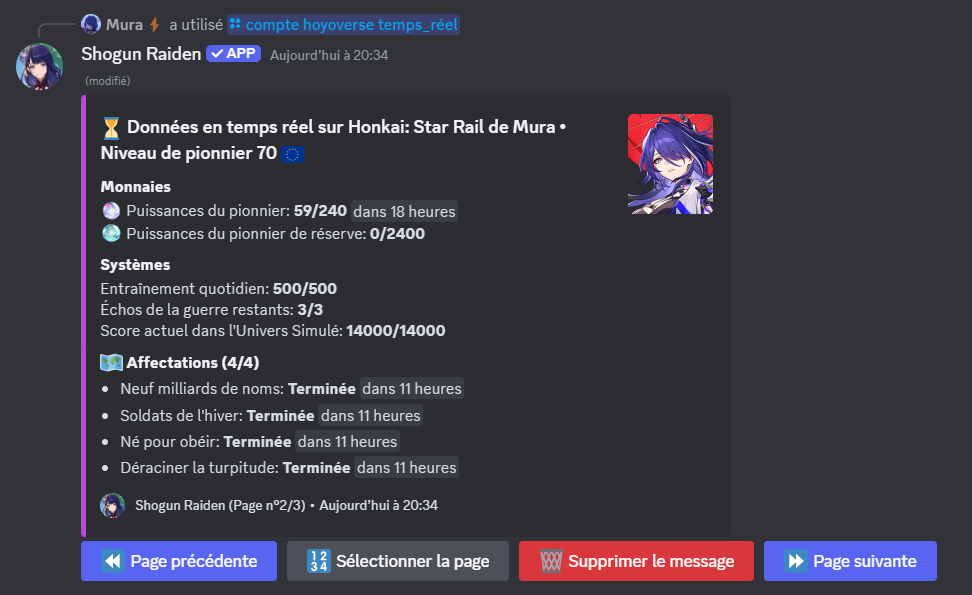 Mura a utilisé compte hoyoverse temps_réel
Shogun Raiden APP Aujourd'hui à 20:34
(modifié)
Données en temps réel sur Honkai: Star Rail de Mura •
Niveau de pionnier 70
Monnaies
Puissances du pionnier: 59/240 dans 18 heures
Puissances du pionnier de réserve: 0/2400
Systèmes
Entraînement quotidien: 500/500
Échos de la guerre restants: 3/3
Score actuel dans l'Univers Simulé: 14000/14000
Affectations (4/4)
• Neuf milliards de noms: Terminée dans 11 heures
• Soldats de l'hiver: Terminée dans 11 heures
• Né pour obéir: Terminée dans 11 heures
• Déraciner la turpitude: Terminée dans 11 heures
Shogun Raiden (Page n°2/3) • Aujourd'hui à 20:34
Page précédente 1234 Sélectionner la page Supprimer le message Page suivante